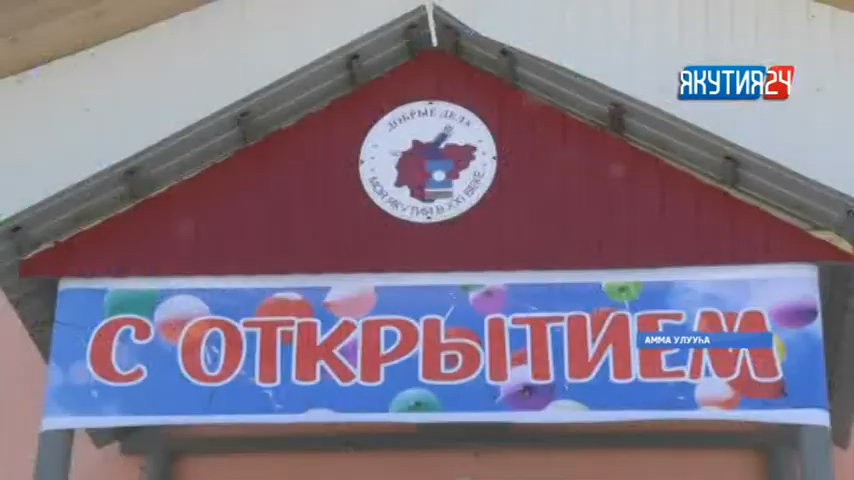 ЯКУТИЯ24
ДОБРЫЕ ДЕЛА
МОЯ ЯКУТИЯ В XXI ВЕКЕ
С ОТКРЫТИЕМ
АММА УЛУУҺА